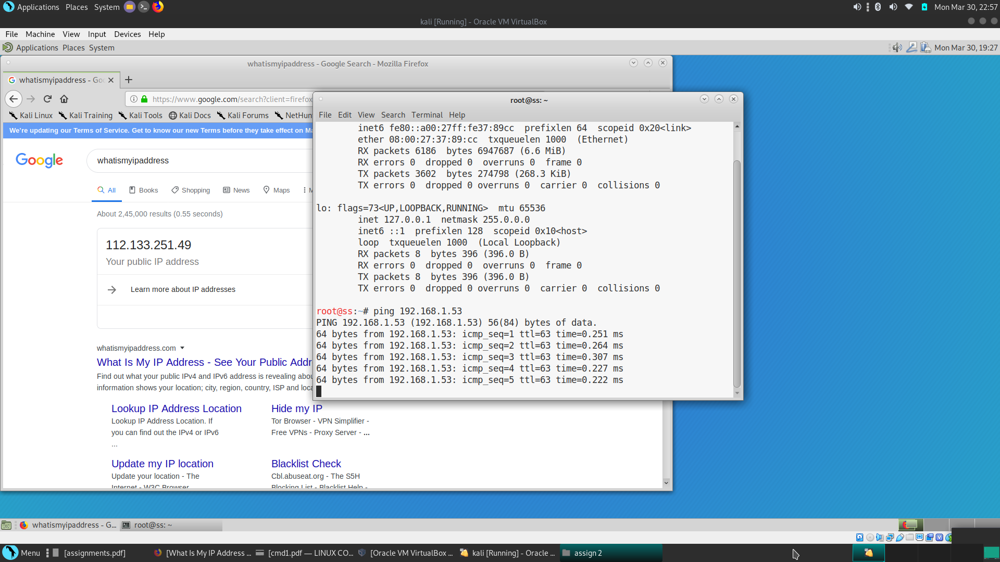 Applications Places System
Mon Mar 30, 22:57
kali [Running] - Oracle VM VirtualBox
File Machine View Input Devices Help
Applications Places System
Mon Mar 30, 19:27
whatismyipaddress - Google Search - Mozilla Firefox
whatismyipaddress - Goo
https://www.google.com/search?client=firefox
Kali Linux Kali Training Kali Tools Kali Docs Kali Forums NetHun
We're updating our Terms of Service. Get to know our new Terms before they take effect on Ma
Google
whatismyipaddress
All Books Shopping News Maps M
About 2,45,000 results (0.55 seconds)
112.133.251.49
Your public IP address
Learn more about IP addresses
whatismyipaddress.com
What Is My IP Address - See Your Public Addr
Find out what your public IPv4 and IPv6 address is revealing abou
information shows your location; city, region, country, ISP and loca
Lookup IP Address Location
Lookup IP Address Location. If
you can find out the IPv4 or IPv6
...
Hide my IP
Tor Browser - VPN Simplifier -
Free VPNs - Proxy Server - ...
Update my IP location
Update your location - The
Internet - W3C Browser
Blacklist Check
Cbl.abuseat.org - The S5H
Blocking List - Blacklist Help -
root@ss: ~
File Edit View Search Terminal Help
inet6 fe80::a00:27ff:fe37:89cc prefixlen 64 scopeid 0x20<link>
ether 08:00:27:37:89:cc txqueuelen 1000 (Ethernet)
RX packets 6186 bytes 6947687 (6.6 MiB)
RX errors 0 dropped 0 overruns 0 frame 0
TX packets 3602 bytes 274798 (268.3 KiB)
TX errors 0 dropped 0 overruns 0 carrier 0 collisions 0
lo: flags=73<UP,LOOPBACK,RUNNING> mtu 65536
inet 127.0.0.1 netmask 255.0.0.0
inet6 ::1 prefixlen 128 scopeid 0x10<host>
loop txqueuelen 1000 (Local Loopback)
RX packets 8 bytes 396 (396.0 B)
RX errors 0 dropped 0 overruns 0 frame 0
TX packets 8 bytes 396 (396.0 B)
TX errors 0 dropped 0 overruns 0 carrier 0 collisions 0
root@ss:~# ping 192.168.1.53
PING 192.168.1.53 (192.168.1.53) 56(84) bytes of data.
64 bytes from 192.168.1.53: icmp_seq=1 ttl=63 time=0.251 ms
64 bytes from 192.168.1.53: icmp_seq=2 ttl=63 time=0.264 ms
64 bytes from 192.168.1.53: icmp_seq=3 ttl=63 time=0.307 ms
64 bytes from 192.168.1.53: icmp_seq=4 ttl=63 time=0.227 ms
64 bytes from 192.168.1.53: icmp_seq=5 ttl=63 time=0.222 ms
whatismyipaddress - G... root@ss: ~
Menu [assignments.pdf] [What Is My IP Address ... [cmd1.pdf — LINUX CO... [Oracle VM VirtualBox ... kali [Running] - Oracle ... assign 2